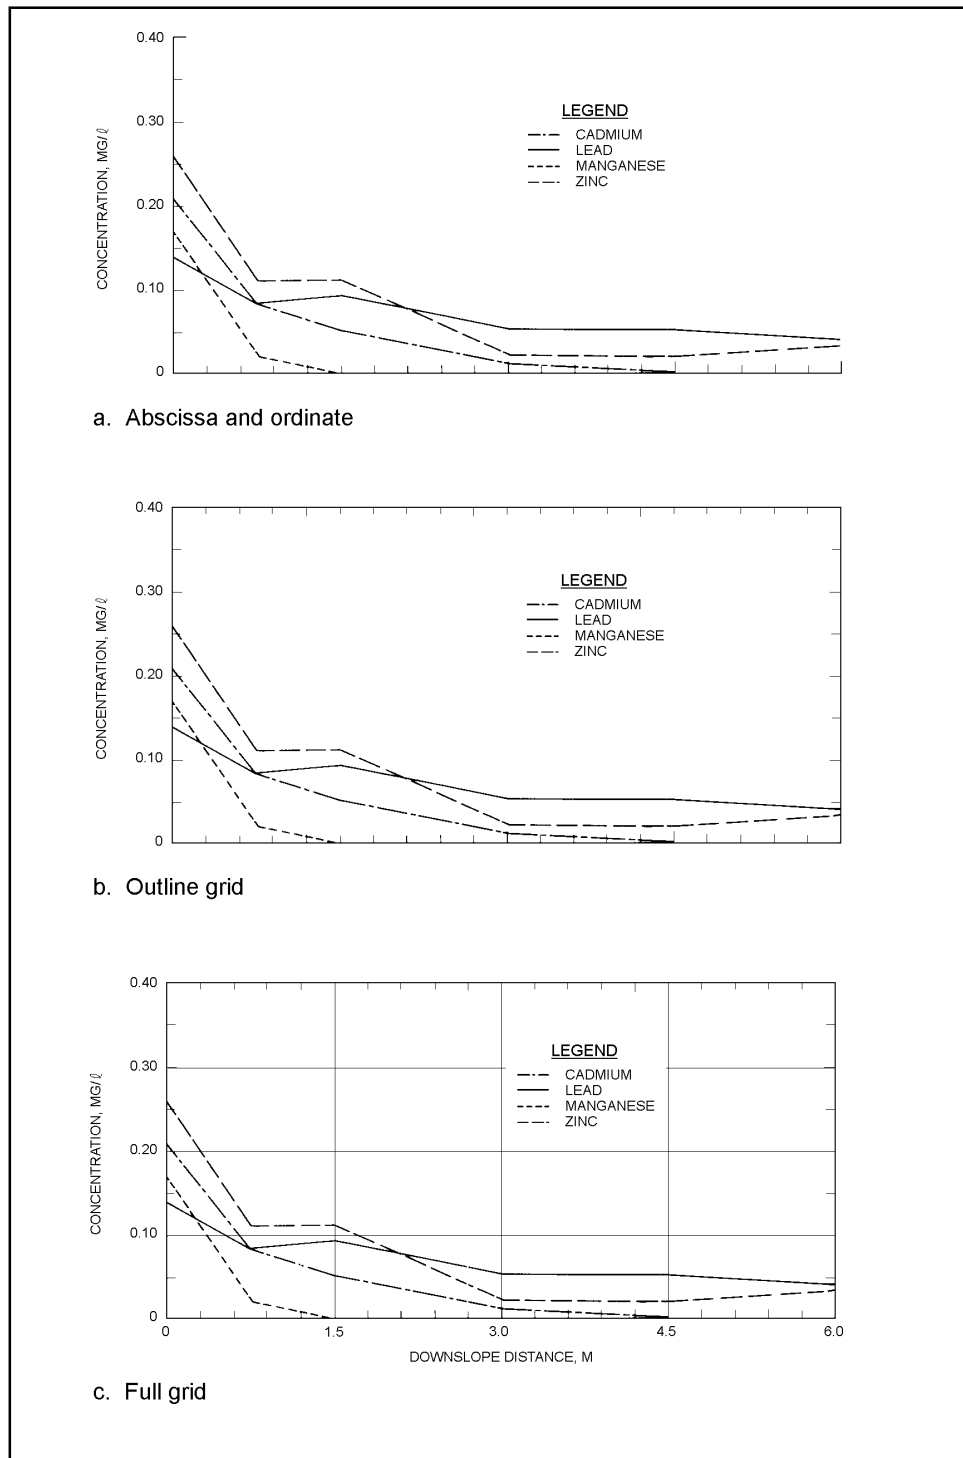 0.40
0.30
0.20
0.10
0
CONCENTRATION, MG/ℓ
LEGEND
CADMIUM
LEAD
MANGANESE
ZINC
a. Abscissa and ordinate
0.40
0.30
0.20
0.10
0
CONCENTRATION, MG/ℓ
LEGEND
CADMIUM
LEAD
MANGANESE
ZINC
b. Outline grid
0.40
0.30
0.20
0.10
0
CONCENTRATION, MG/ℓ
LEGEND
CADMIUM
LEAD
MANGANESE
ZINC
0 1.5 3.0 4.5 6.0
DOWNSLOPE DISTANCE, M
c. Full grid